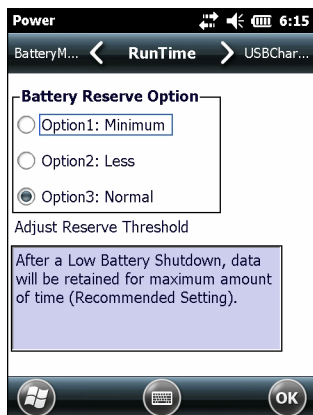 Power 6:15
BatteryM... RunTime USBChar...
Battery Reserve Option
Option1: Minimum
Option2: Less
Option3: Normal
Adjust Reserve Threshold
After a Low Battery Shutdown, data
will be retained for maximum amount
of time (Recommended Setting).
OK